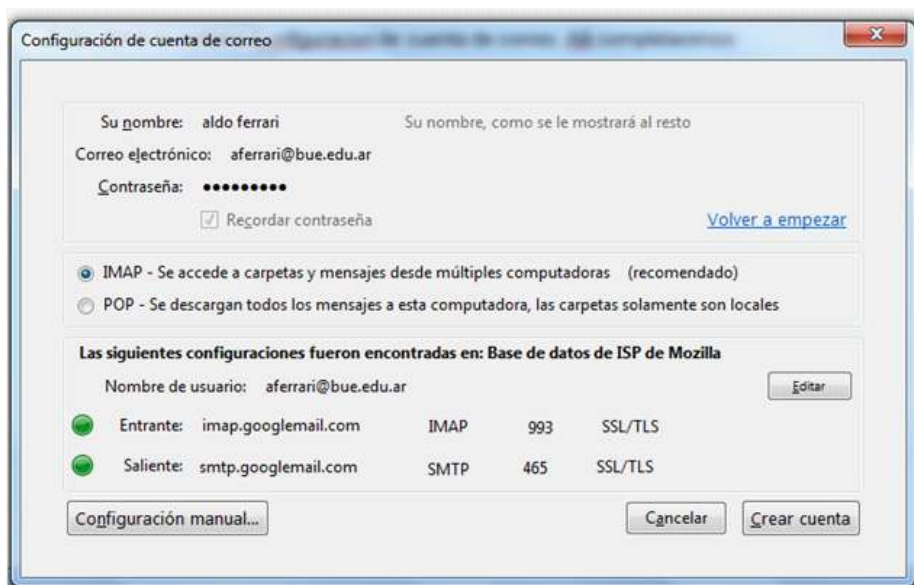 Configuración de cuenta de correo
Su nombre: aldo ferrari Su nombre, como se le mostrará al resto
Correo electrónico: aferrari@bue.edu.ar
Contraseña: •••••••••
Recordar contraseña Volver a empezar
IMAP - Se accede a carpetas y mensajes desde múltiples computadoras (recomendado)
POP - Se descargan todos los mensajes a esta computadora, las carpetas solamente son locales
Las siguientes configuraciones fueron encontradas en: Base de datos de ISP de Mozilla
Nombre de usuario: aferrari@bue.edu.ar Editar
Entrante: imap.googlemail.com IMAP 993 SSL/TLS
Saliente: smtp.googlemail.com SMTP 465 SSL/TLS
Configuración manual... Cancelar Crear cuenta